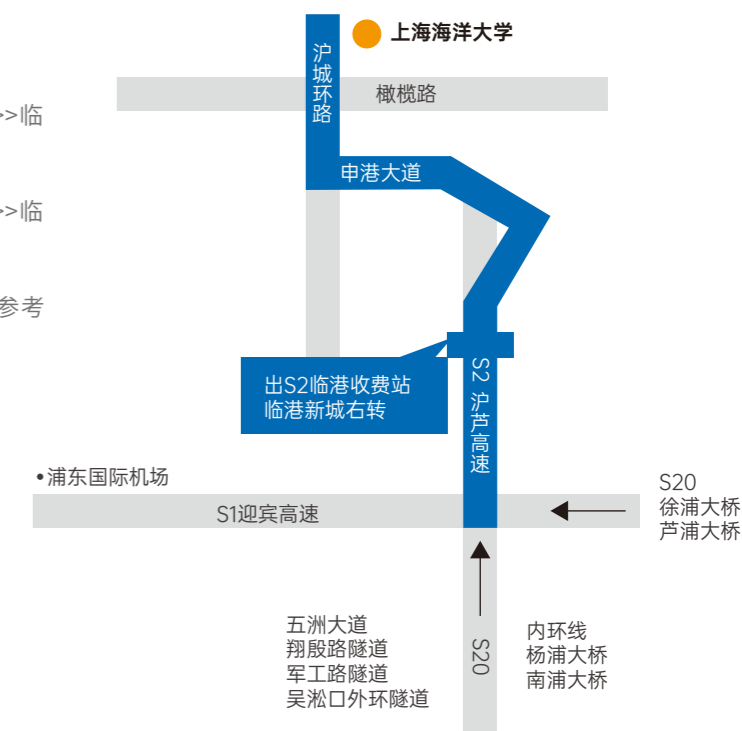 上海海洋大学
沪城环路
橄榄路
>>临
申港大道
>>临
参考
出S2临港收费站
临港新城右转
S2 沪芦高速
•浦东国际机场
S1迎宾高速
S20
徐浦大桥
芦浦大桥
五洲大道
翔殷路隧道
军工路隧道
吴淞口外环隧道
S20
内环线
杨浦大桥
南浦大桥